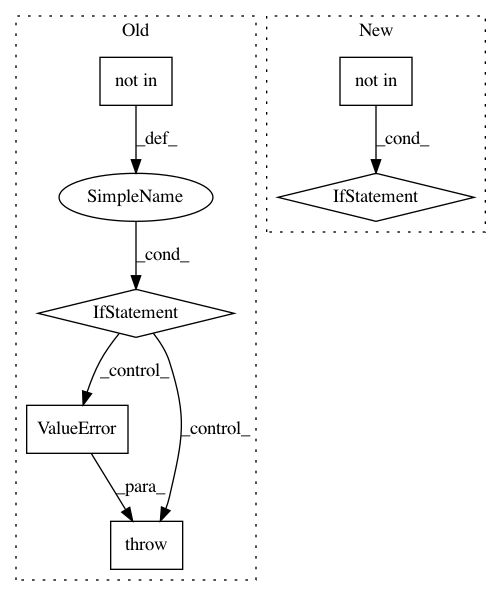 Old
New
not in
not in
_def_
_cond_
SimpleName
IfStatement
_cond_
IfStatement
_control_
_control_
ValueError
_para_
throw